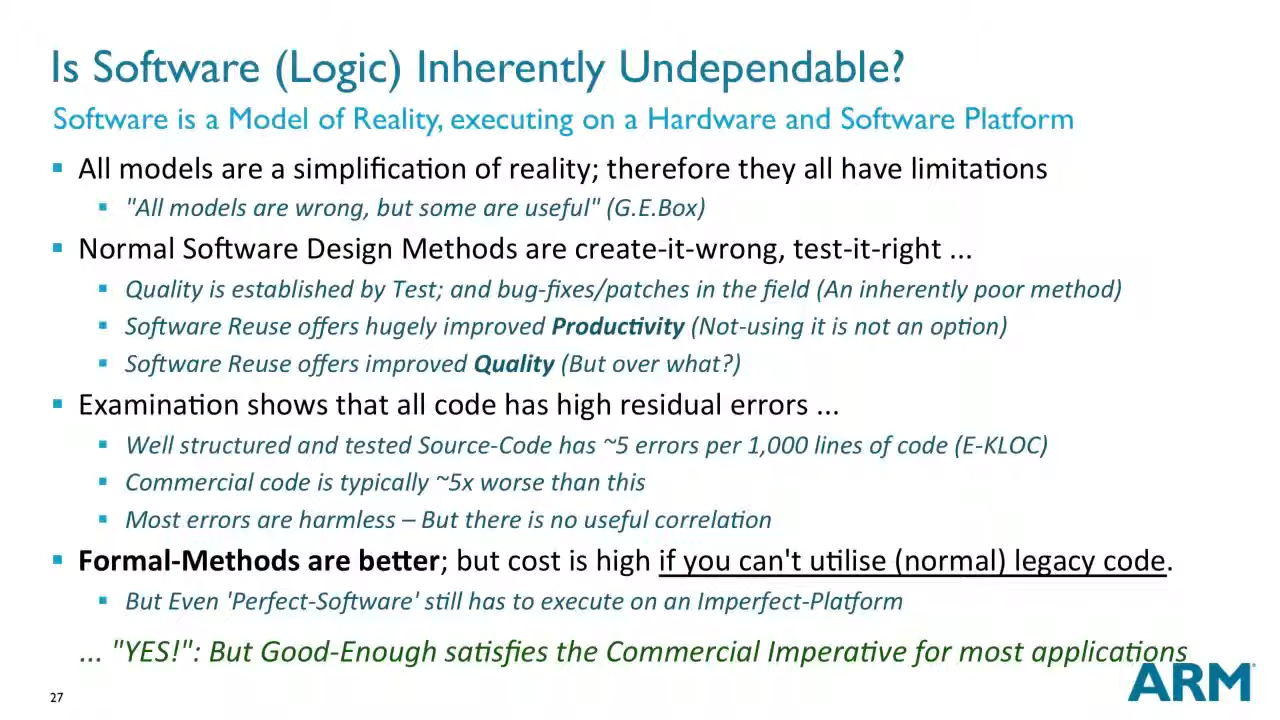 Is Software (Logic) Inherently Undependable?
Software is a Model of Reality, executing on a Hardware and Software Platform
▪ All models are a simplification of reality; therefore they all have limitations
▪ "All models are wrong, but some are useful" (G.E.Box)
▪ Normal Software Design Methods are create-it-wrong, test-it-right ...
▪ Quality is established by Test; and bug-fixes/patches in the field (An inherently poor method)
▪ Software Reuse offers hugely improved Productivity (Not-using it is not an option)
▪ Software Reuse offers improved Quality (But over what?)
▪ Examination shows that all code has high residual errors ...
▪ Well structured and tested Source-Code has ~5 errors per 1,000 lines of code (E-KLOC)
▪ Commercial code is typically ~5x worse than this
▪ Most errors are harmless – But there is no useful correlation
▪ Formal-Methods are better; but cost is high if you can't utilise (normal) legacy code.
▪ But Even 'Perfect-Software' still has to execute on an Imperfect-Platform
... "YES!": But Good-Enough satisfies the Commercial Imperative for most applications
27
ARM